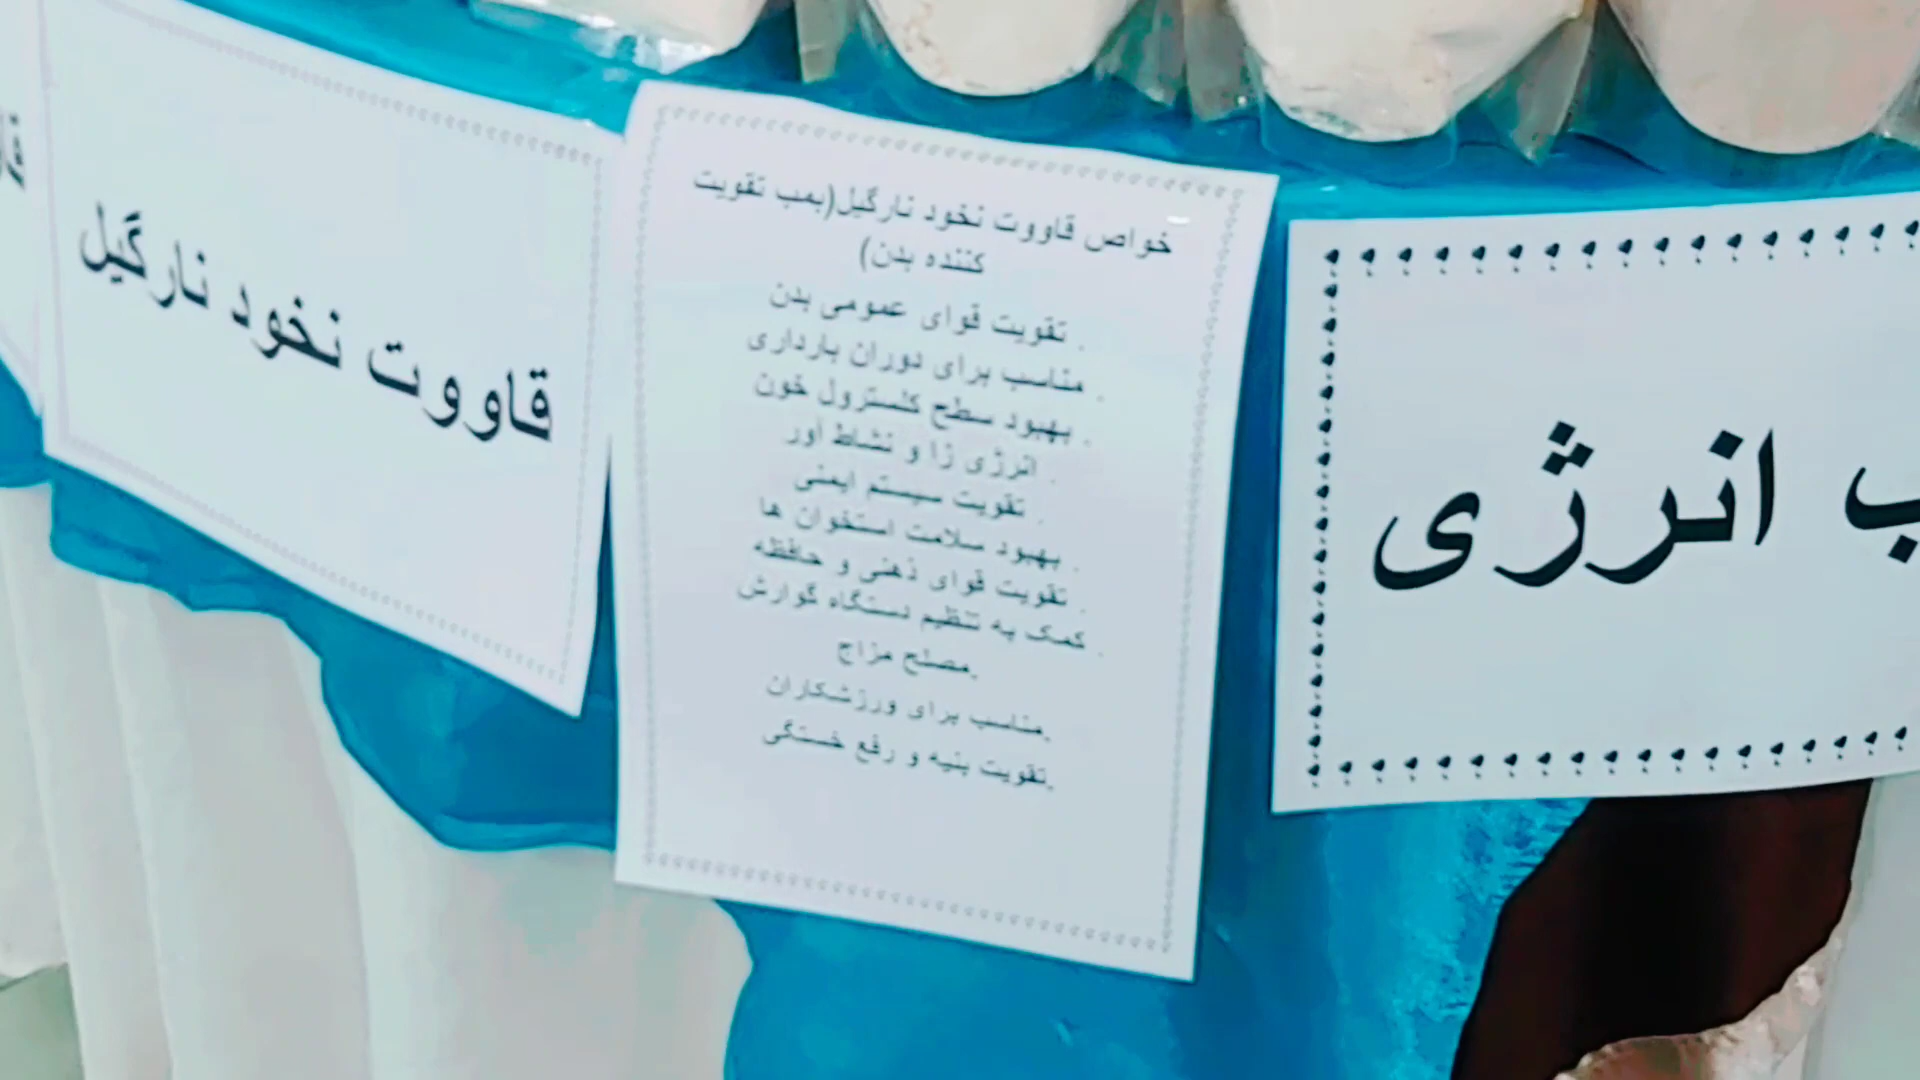 قاووت نخود نارگیل
خواص قاووت نخود نارگیل(بمب تقویت
کننده بدن)
. تقویت قوای عمومی بدن
. مناسب برای دوران بارداری
. بهبود سطح کلسترول خون
. انرژی زا و نشاط آور
. تقویت سیستم ایمنی
. بهبود سلامت استخوان ها
. تقویت قوای ذهنی و حافظه
. کمک به تنظیم دستگاه گوارش
.مصلح مزاج
.مناسب برای ورزشکاران
.تقویت بنیه و رفع خستگی
انرژی